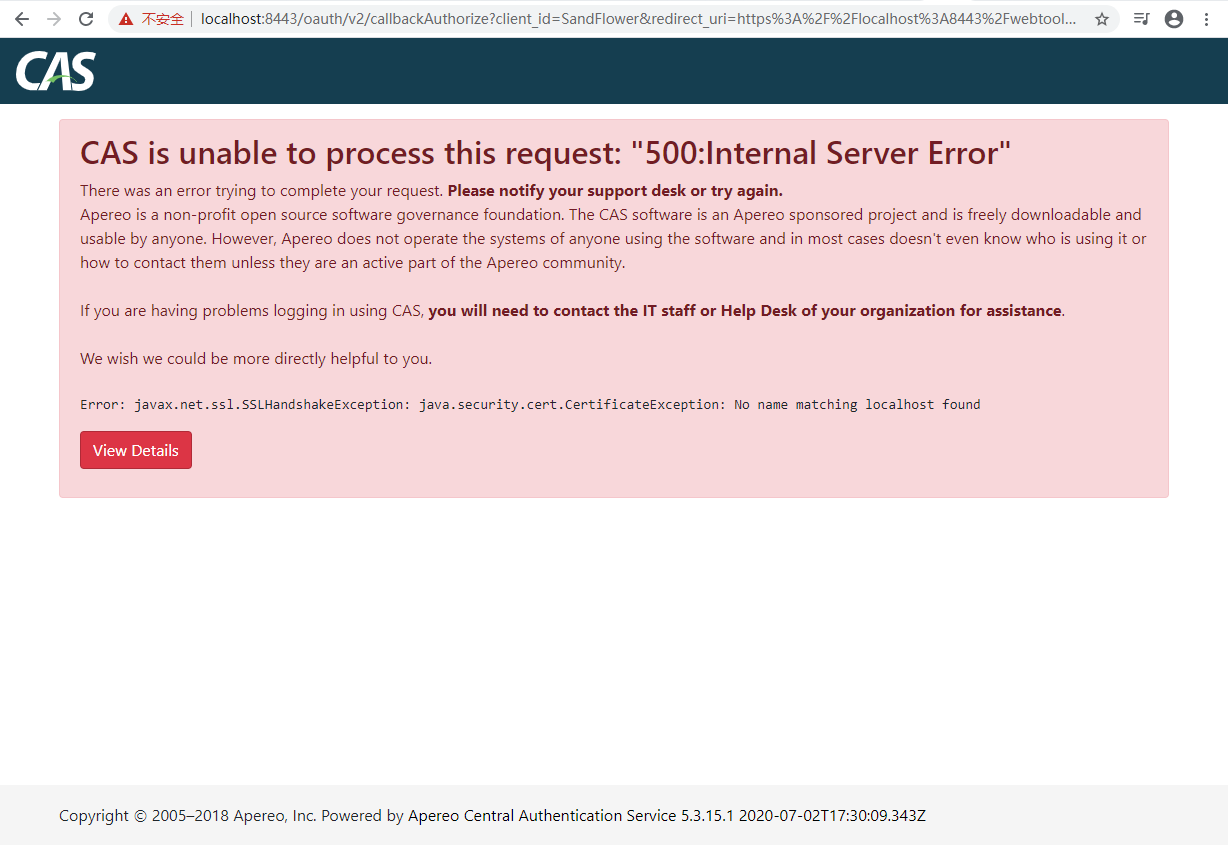 不安全 localhost:8443/oauth/v2/callbackAuthorize?client_id=SandFlower&redirect_uri=https%3A%2F%2Flocalhost%3A8443%2Fwebtool...
CAS
CAS is unable to process this request: "500:Internal Server Error"
There was an error trying to complete your request. Please notify your support desk or try again.
Apereo is a non-profit open source software governance foundation. The CAS software is an Apereo sponsored project and is freely downloadable and
usable by anyone. However, Apereo does not operate the systems of anyone using the software and in most cases doesn't even know who is using it or
how to contact them unless they are an active part of the Apereo community.
If you are having problems logging in using CAS, you will need to contact the IT staff or Help Desk of your organization for assistance.
We wish we could be more directly helpful to you.
Error: javax.net.ssl.SSLHandshakeException: java.security.cert.CertificateException: No name matching localhost found
View Details
Copyright © 2005–2018 Apereo, Inc. Powered by Apereo Central Authentication Service 5.3.15.1 2020-07-02T17:30:09.343Z